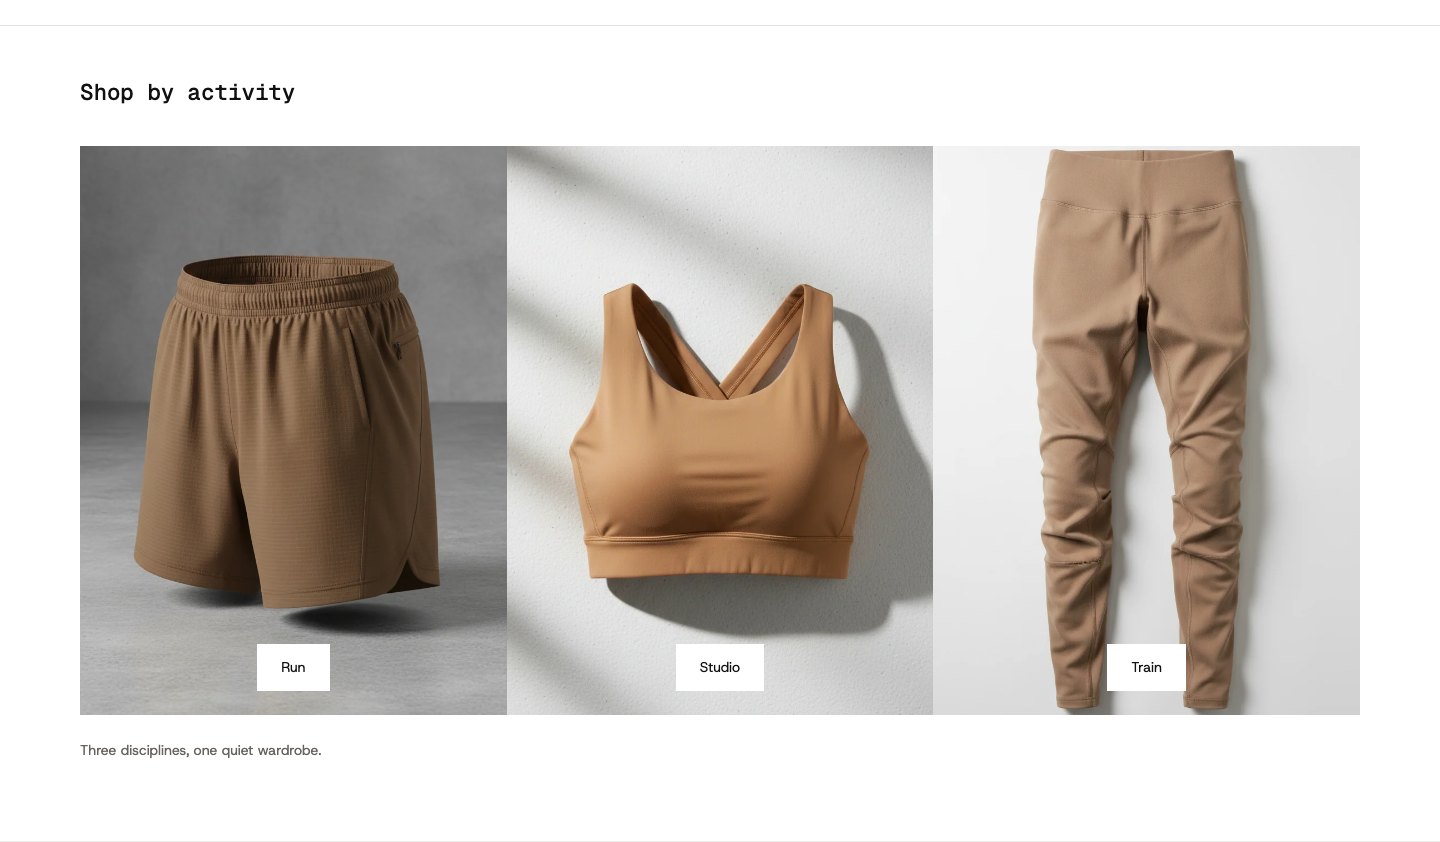 Shop by activity
Run
Studio
Train
Three disciplines, one quiet wardrobe.